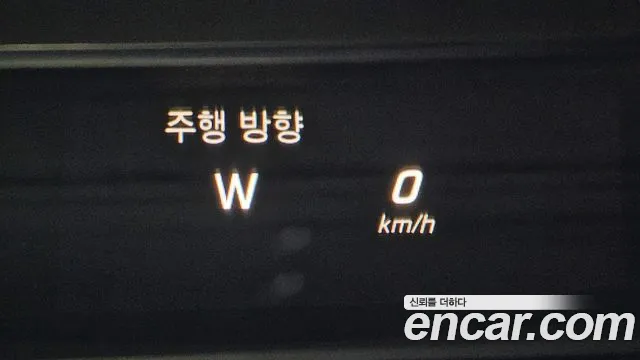 주행 방향
W 0
km/h
신뢰를 더하다
encar.com